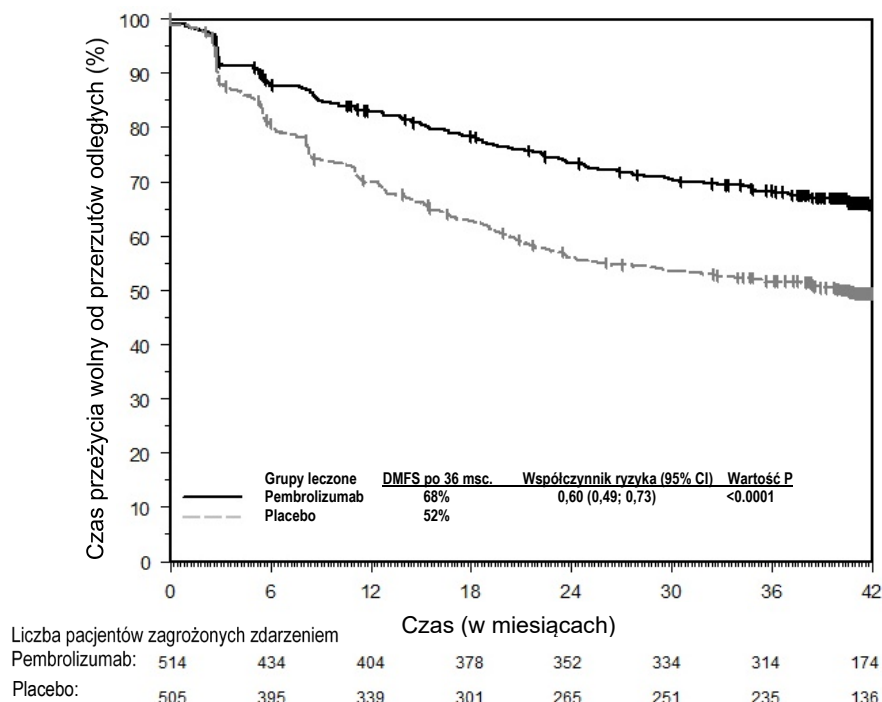 Czas przeżycia wolny od przerzutów odległych (%)
100
90
80
70
60
50
40
30
20
10
0
Grupy leczone DMFS po 36 msc. Współczynnik ryzyka (95% CI) Wartość P
Pembrolizumab 68% 0,60 (0,49; 0,73) <0.0001
Placebo 52%
0 6 12 18 24 30 36 42
Czas (w miesiącach)
Liczba pacjentów zagrożonych zdarzeniem
Pembrolizumab: 514 434 404 378 352 334 314 174
Placebo: 505 395 339 301 265 251 235 136